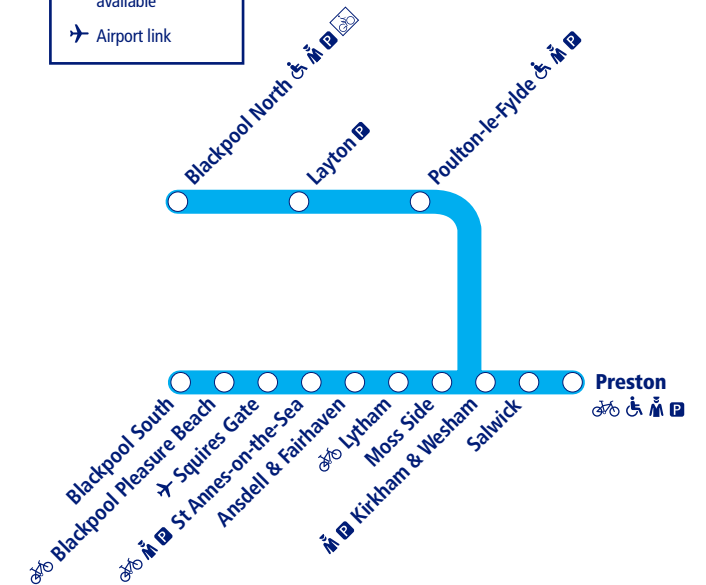 available
Airport link
Blackpool North P
Layton P
Poulton-le-Fylde P
Preston
P
Blackpool South
Blackpool Pleasure Beach
Squires Gate
P St Annes-on-the-Sea
Ansdell & Fairhaven
Lytham
Moss Side
P Kirkham & Wesham
Salwick